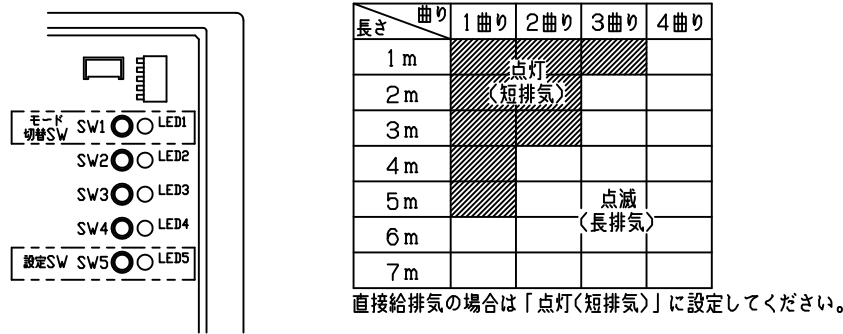 モード
切替SW SW1 LED1
SW2 LED2
SW3 LED3
SW4 LED4
設定SW SW5 LED5
曲り
長さ
1曲り 2曲り 3曲り 4曲り
1m
点灯
(短排気)
2m
3m
4m
5m
点滅
(長排気)
6m
7m
直接給排気の場合は「点灯(短排気)」に設定してください。